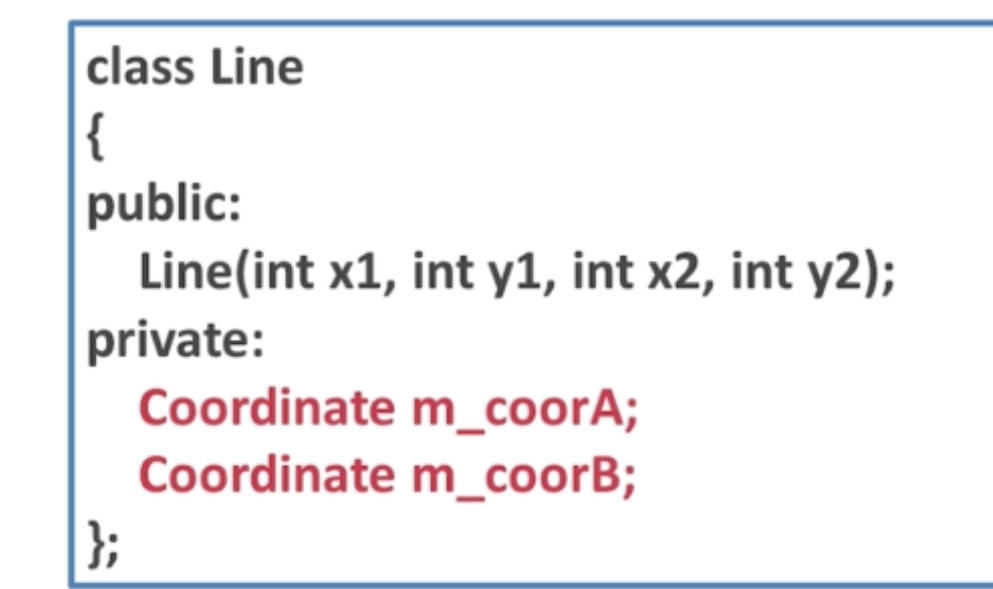 class Line
{
public:
Line(int x1, int y1, int x2, int y2);
private:
Coordinate m_coorA;
Coordinate m_coorB;
};